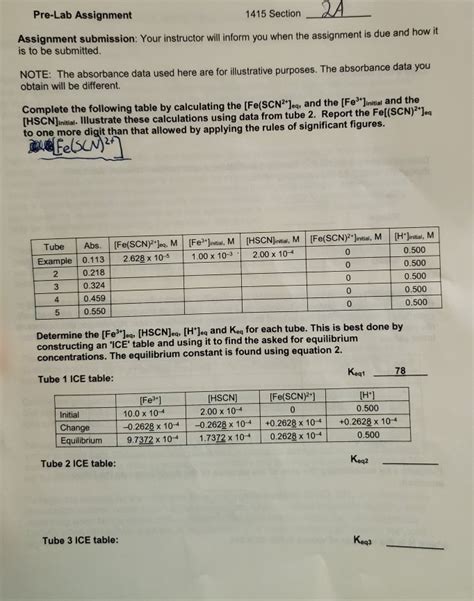 Pre-Lab Assignment 1415 Section 2A
Assignment submission: Your instructor will inform you when the assignment is due and how it
is to be submitted.
NOTE: The absorbance data used here are for illustrative purposes. The absorbance data you
obtain will be different.
Complete the following table by calculating the [Fe(SCN²⁺]eq, and the [Fe³⁺]initial and the
[HSCN]initial. Illustrate these calculations using data from tube 2. Report the Fe[(SCN)²⁺]eq
to one more digit than that allowed by applying the rules of significant figures.
[Fe(SCN)²⁺]
Tube Abs. [Fe(SCN)²⁺]eq, M [Fe³⁺]initial, M [HSCN]initial, M [Fe(SCN)²⁺]initial, M [H⁺]initial, M
Example 0.113 2.628 x 10⁻⁵ 1.00 x 10⁻³ 2.00 x 10⁻⁴ 0 0.500
2 0.218 0 0.500
3 0.324 0 0.500
4 0.459 0 0.500
5 0.550 0 0.500
Determine the [Fe³⁺]eq, [HSCN]eq, [H⁺]eq and Keq for each tube. This is best done by
constructing an 'ICE' table and using it to find the asked for equilibrium
concentrations. The equilibrium constant is found using equation 2.
Tube 1 ICE table: Keq1 78
[Fe³⁺] [HSCN] [Fe(SCN)²⁺] [H⁺]
Initial 10.0 x 10⁻⁴ 2.00 x 10⁻⁴ 0 0.500
Change –0.2628 x 10⁻⁴ –0.2628 x 10⁻⁴ +0.2628 x 10⁻⁴ +0.2628 x 10⁻⁴
Equilibrium 9.7372 x 10⁻⁴ 1.7372 x 10⁻⁴ 0.2628 x 10⁻⁴ 0.500
Tube 2 ICE table: Keq2
Tube 3 ICE table: Keq3